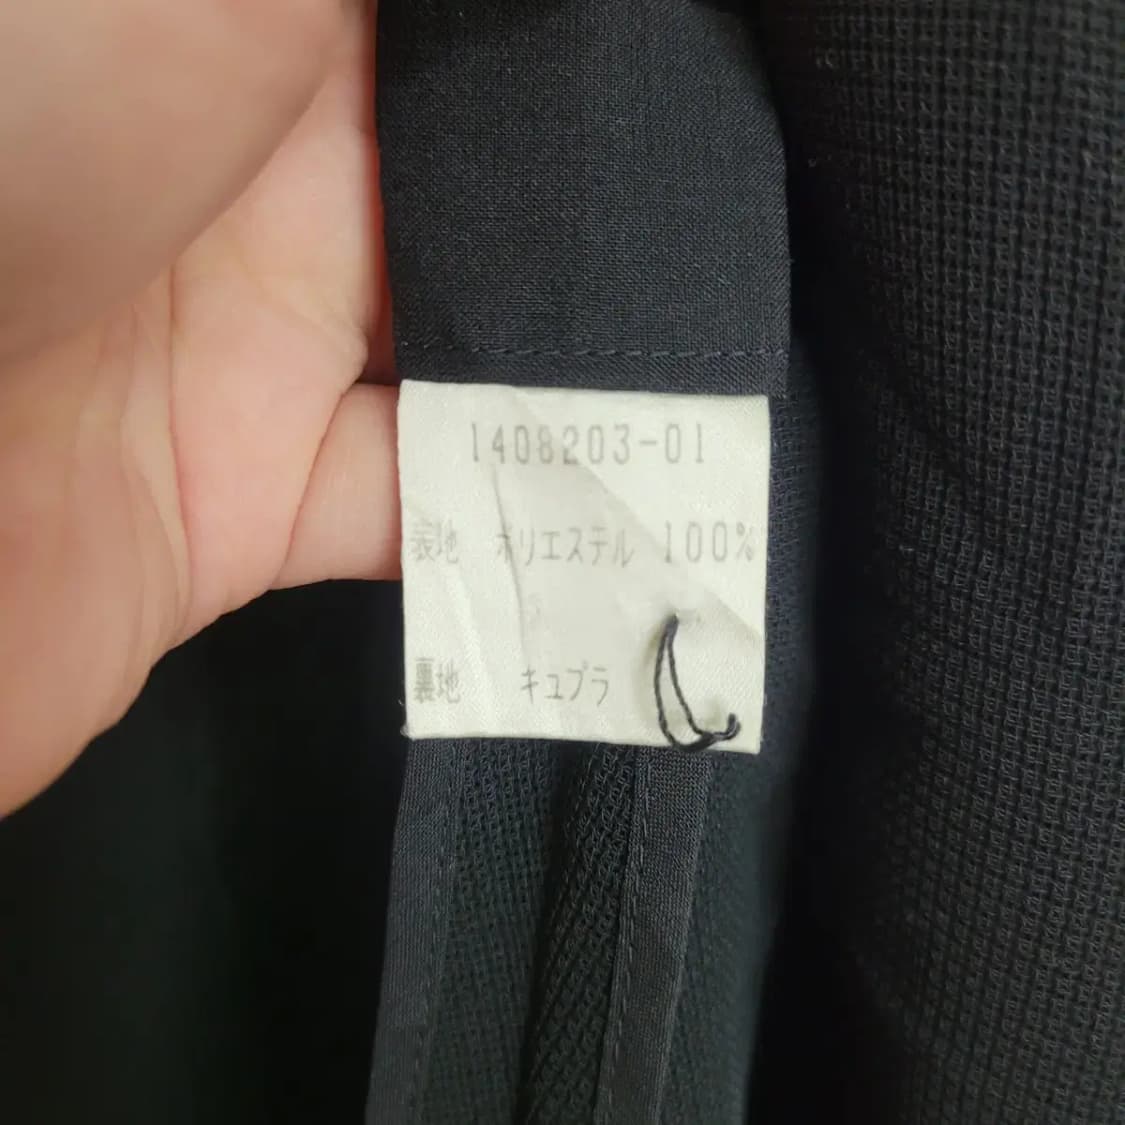 1408203-01
表地 ポリエステル 100%
裏地 キュプラ